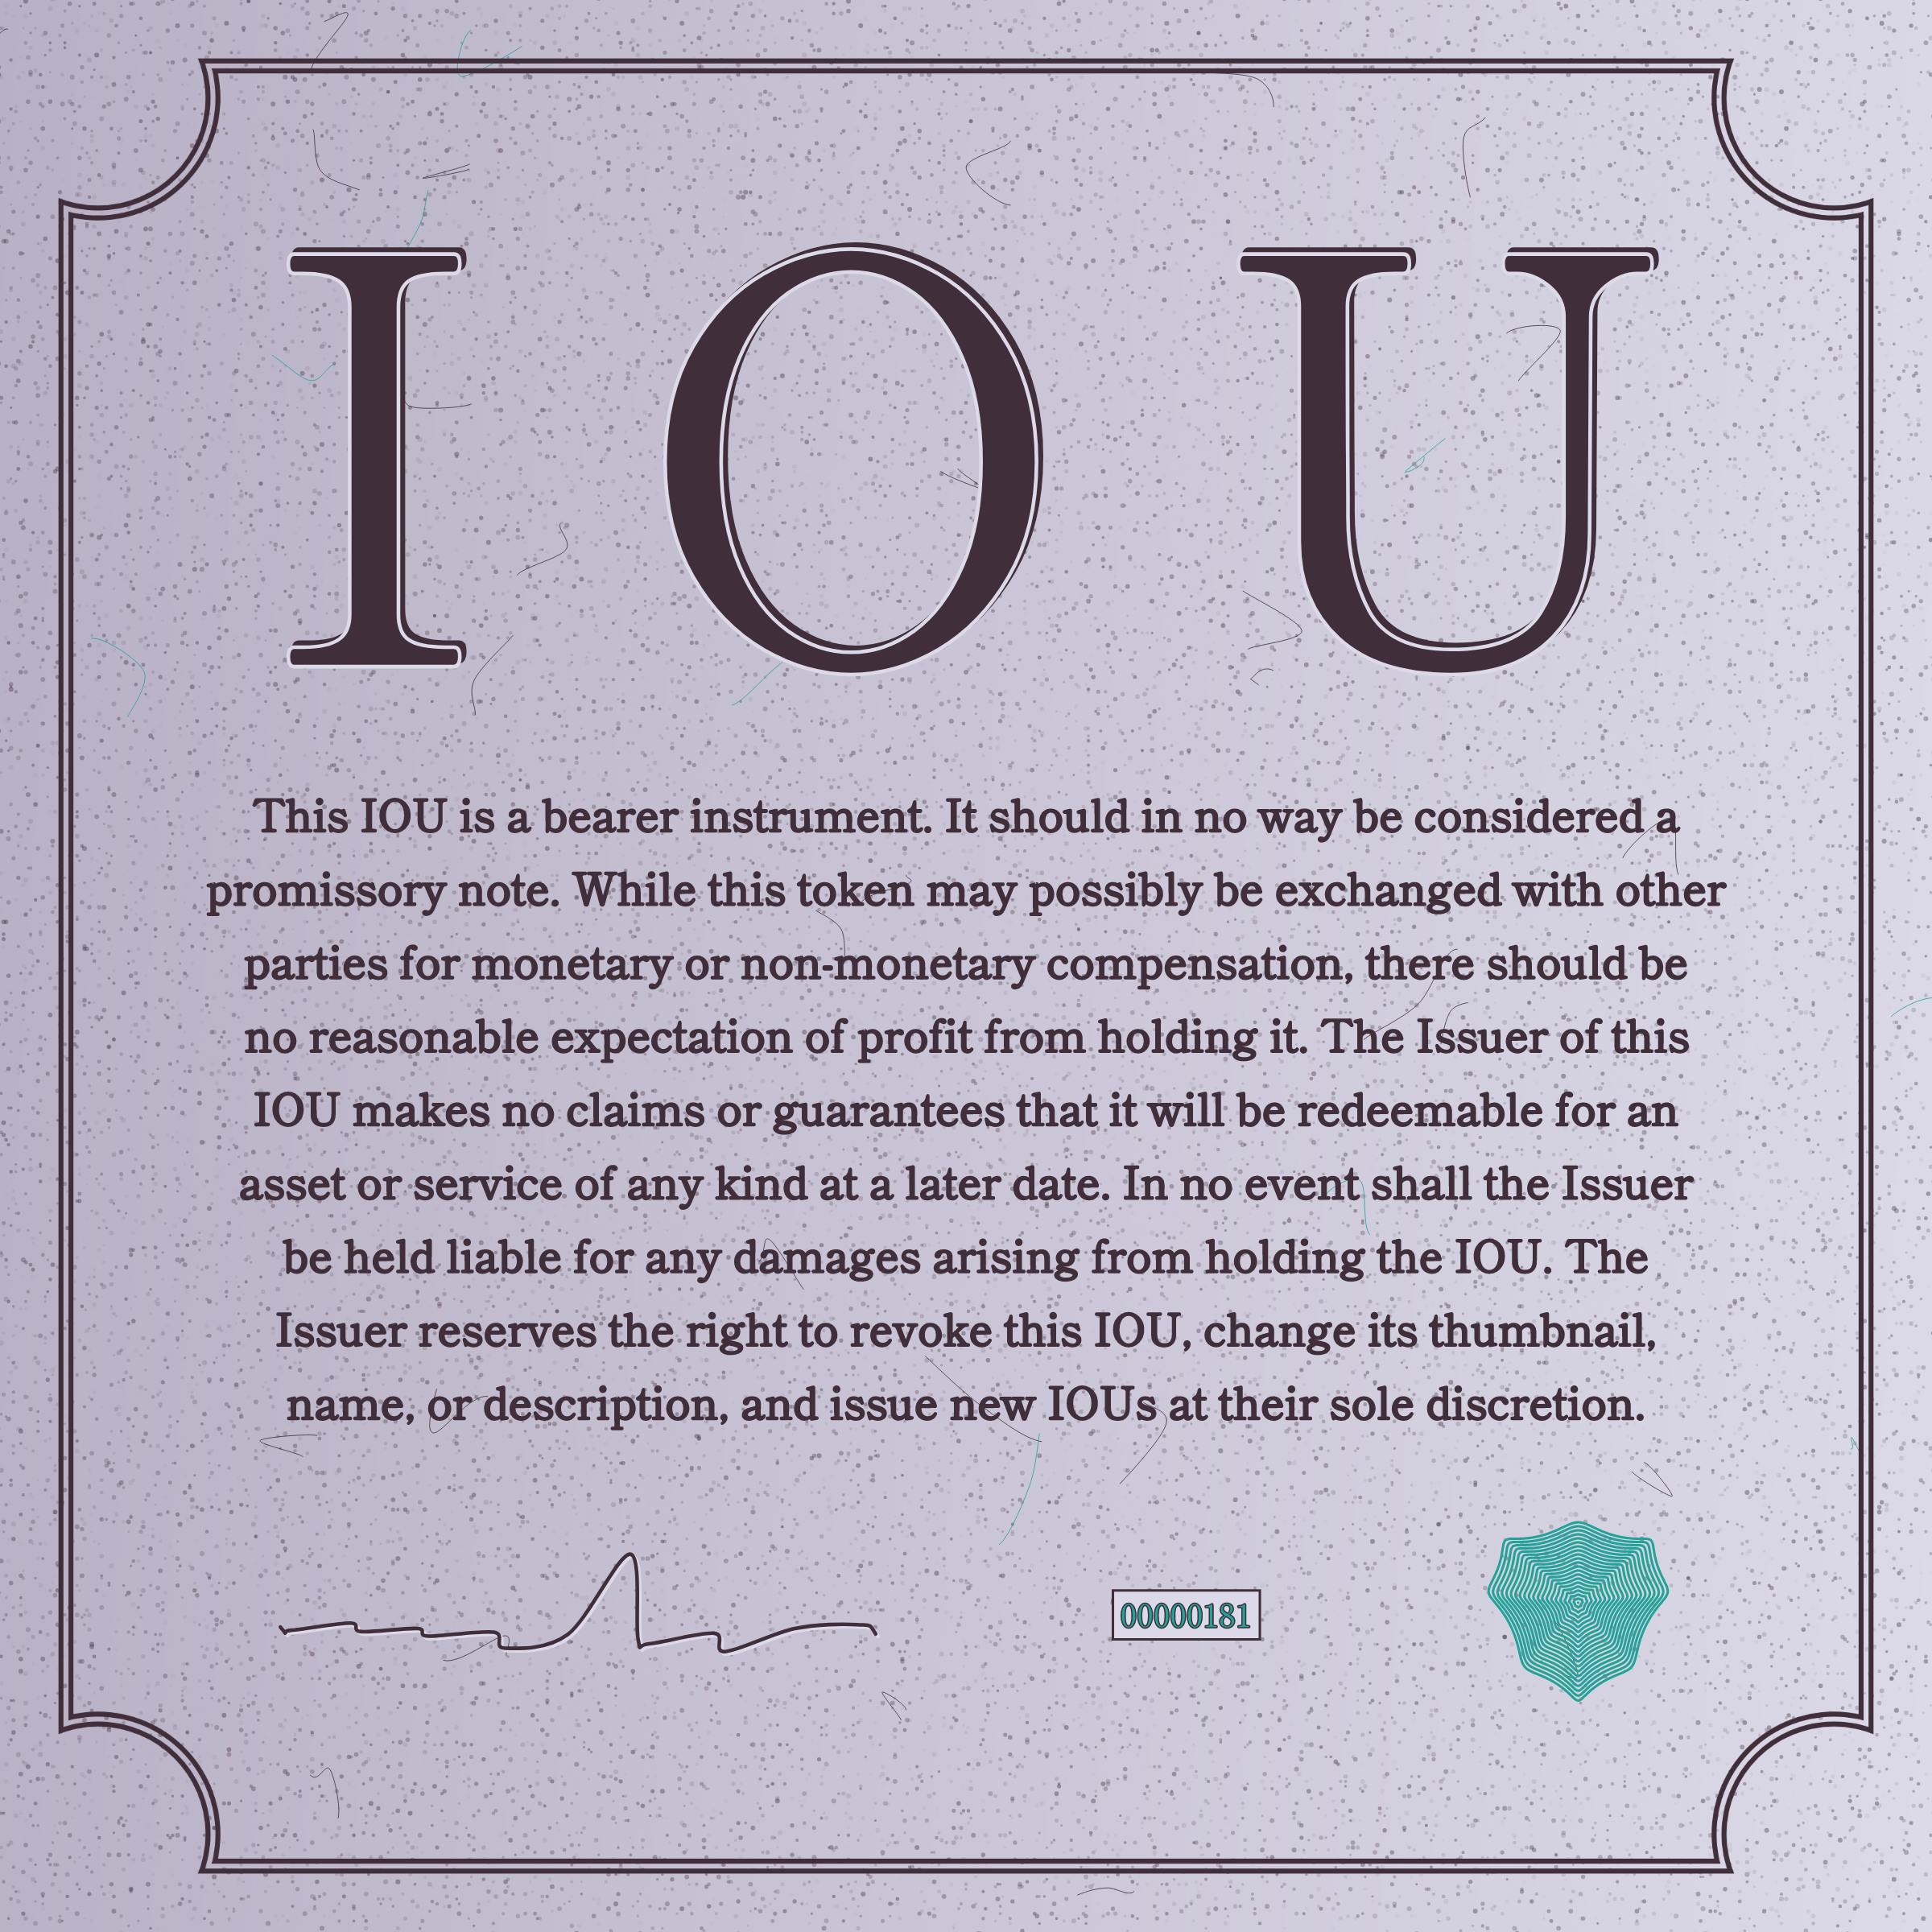 I O U
This IOU is a bearer instrument. It should in no way be considered a
promissory note. While this token may possibly be exchanged with other
parties for monetary or non-monetary compensation, there should be
no reasonable expectation of profit from holding it. The Issuer of this
IOU makes no claims or guarantees that it will be redeemable for an
asset or service of any kind at a later date. In no event shall the Issuer
be held liable for any damages arising from holding the IOU. The
Issuer reserves the right to revoke this IOU, change its thumbnail,
name, or description, and issue new IOUs at their sole discretion.
00000181